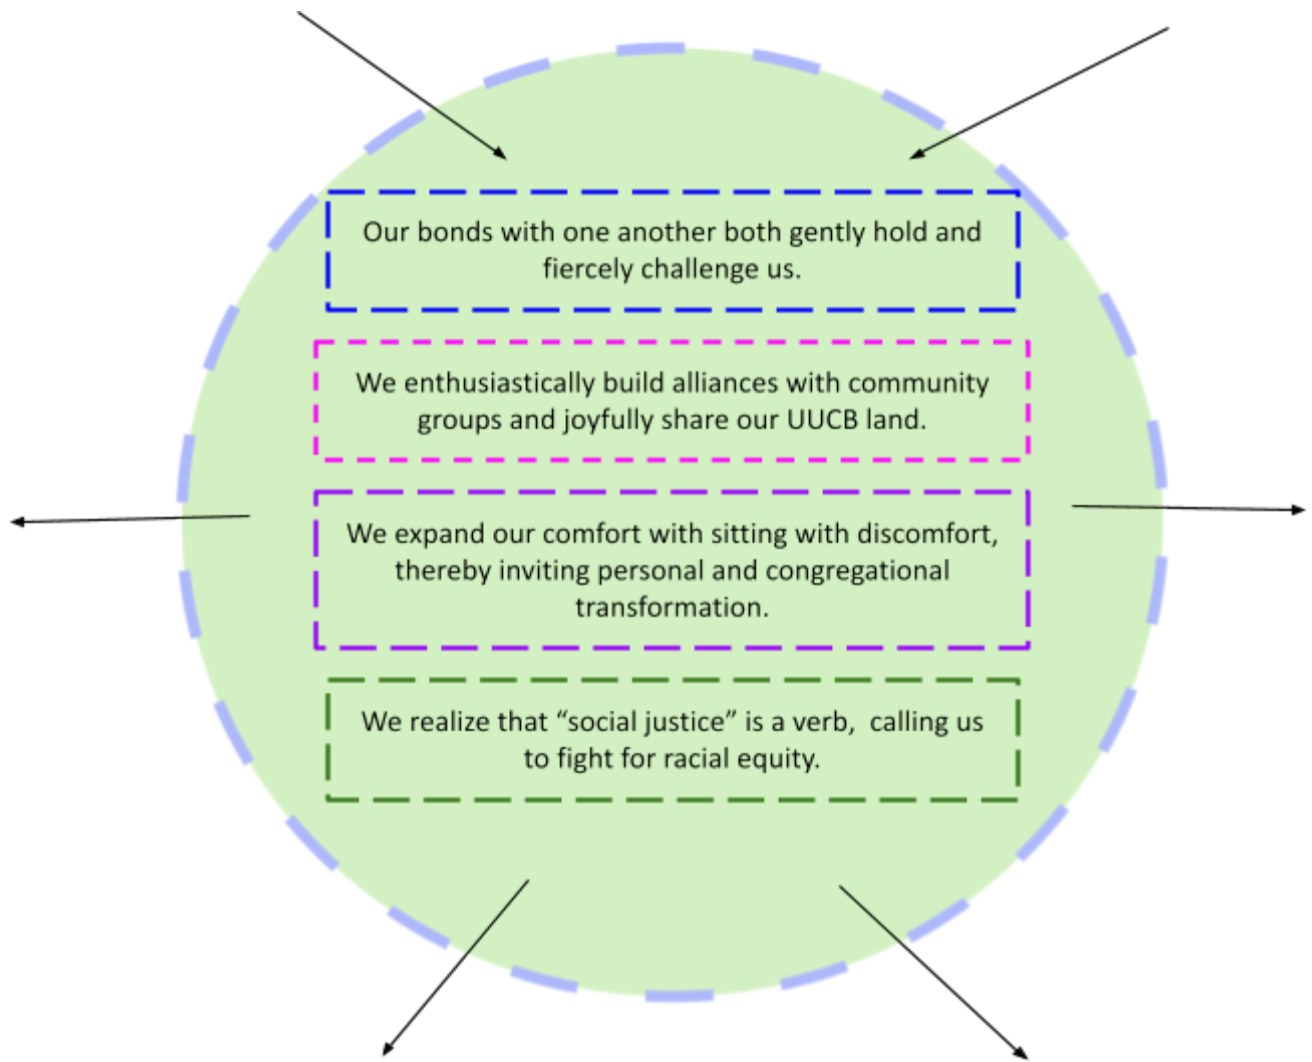 Our bonds with one another both gently hold and
fiercely challenge us.
We enthusiastically build alliances with community
groups and joyfully share our UUCB land.
We expand our comfort with sitting with discomfort,
thereby inviting personal and congregational
transformation.
We realize that “social justice” is a verb,  calling us
to fight for racial equity.